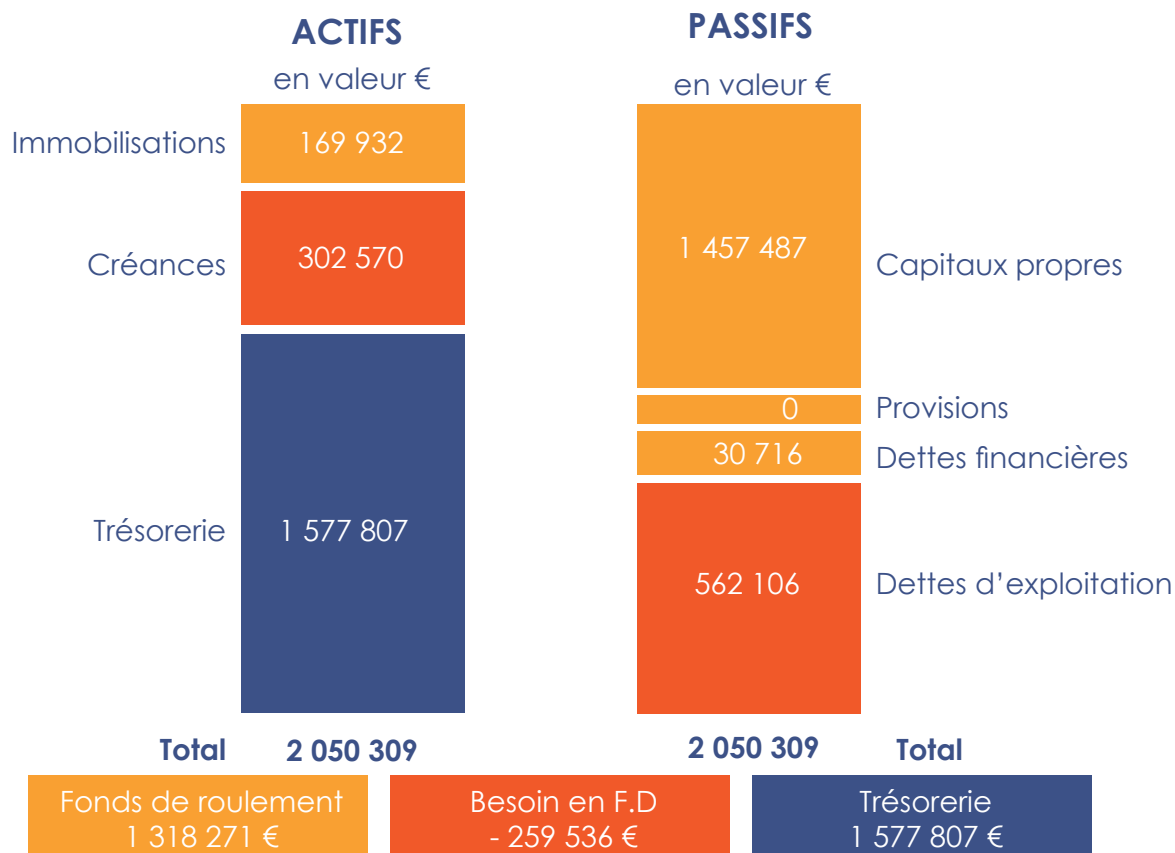 ACTIFS
en valeur €
Immobilisations 169 932
Créances 302 570
Trésorerie 1 577 807
Total 2 050 309
PASSIFS
en valeur €
1 457 487 Capitaux propres
0 Provisions
30 716 Dettes financières
562 106 Dettes d’exploitation
2 050 309 Total
Fonds de roulement
1 318 271 €
Besoin en F.D
- 259 536 €
Trésorerie
1 577 807 €